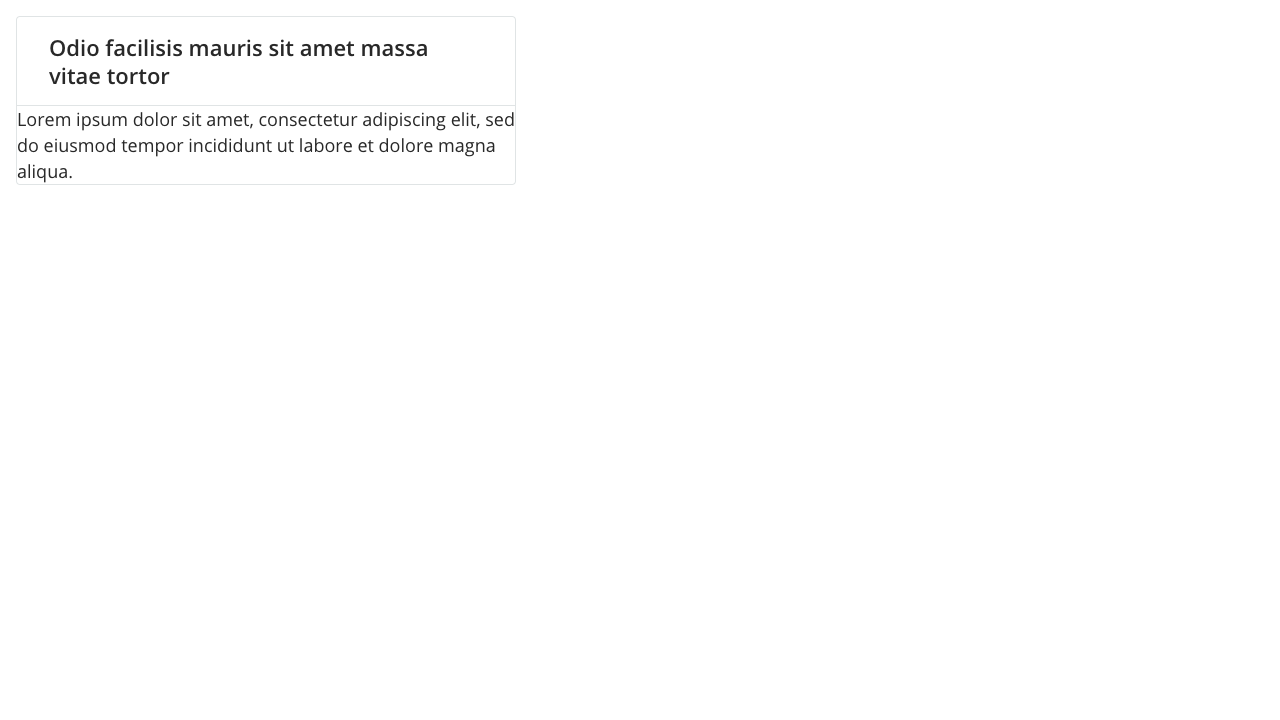 Odio facilisis mauris sit amet massa
vitae tortor
Lorem ipsum dolor sit amet, consectetur adipiscing elit, sed
do eiusmod tempor incididunt ut labore et dolore magna
aliqua.